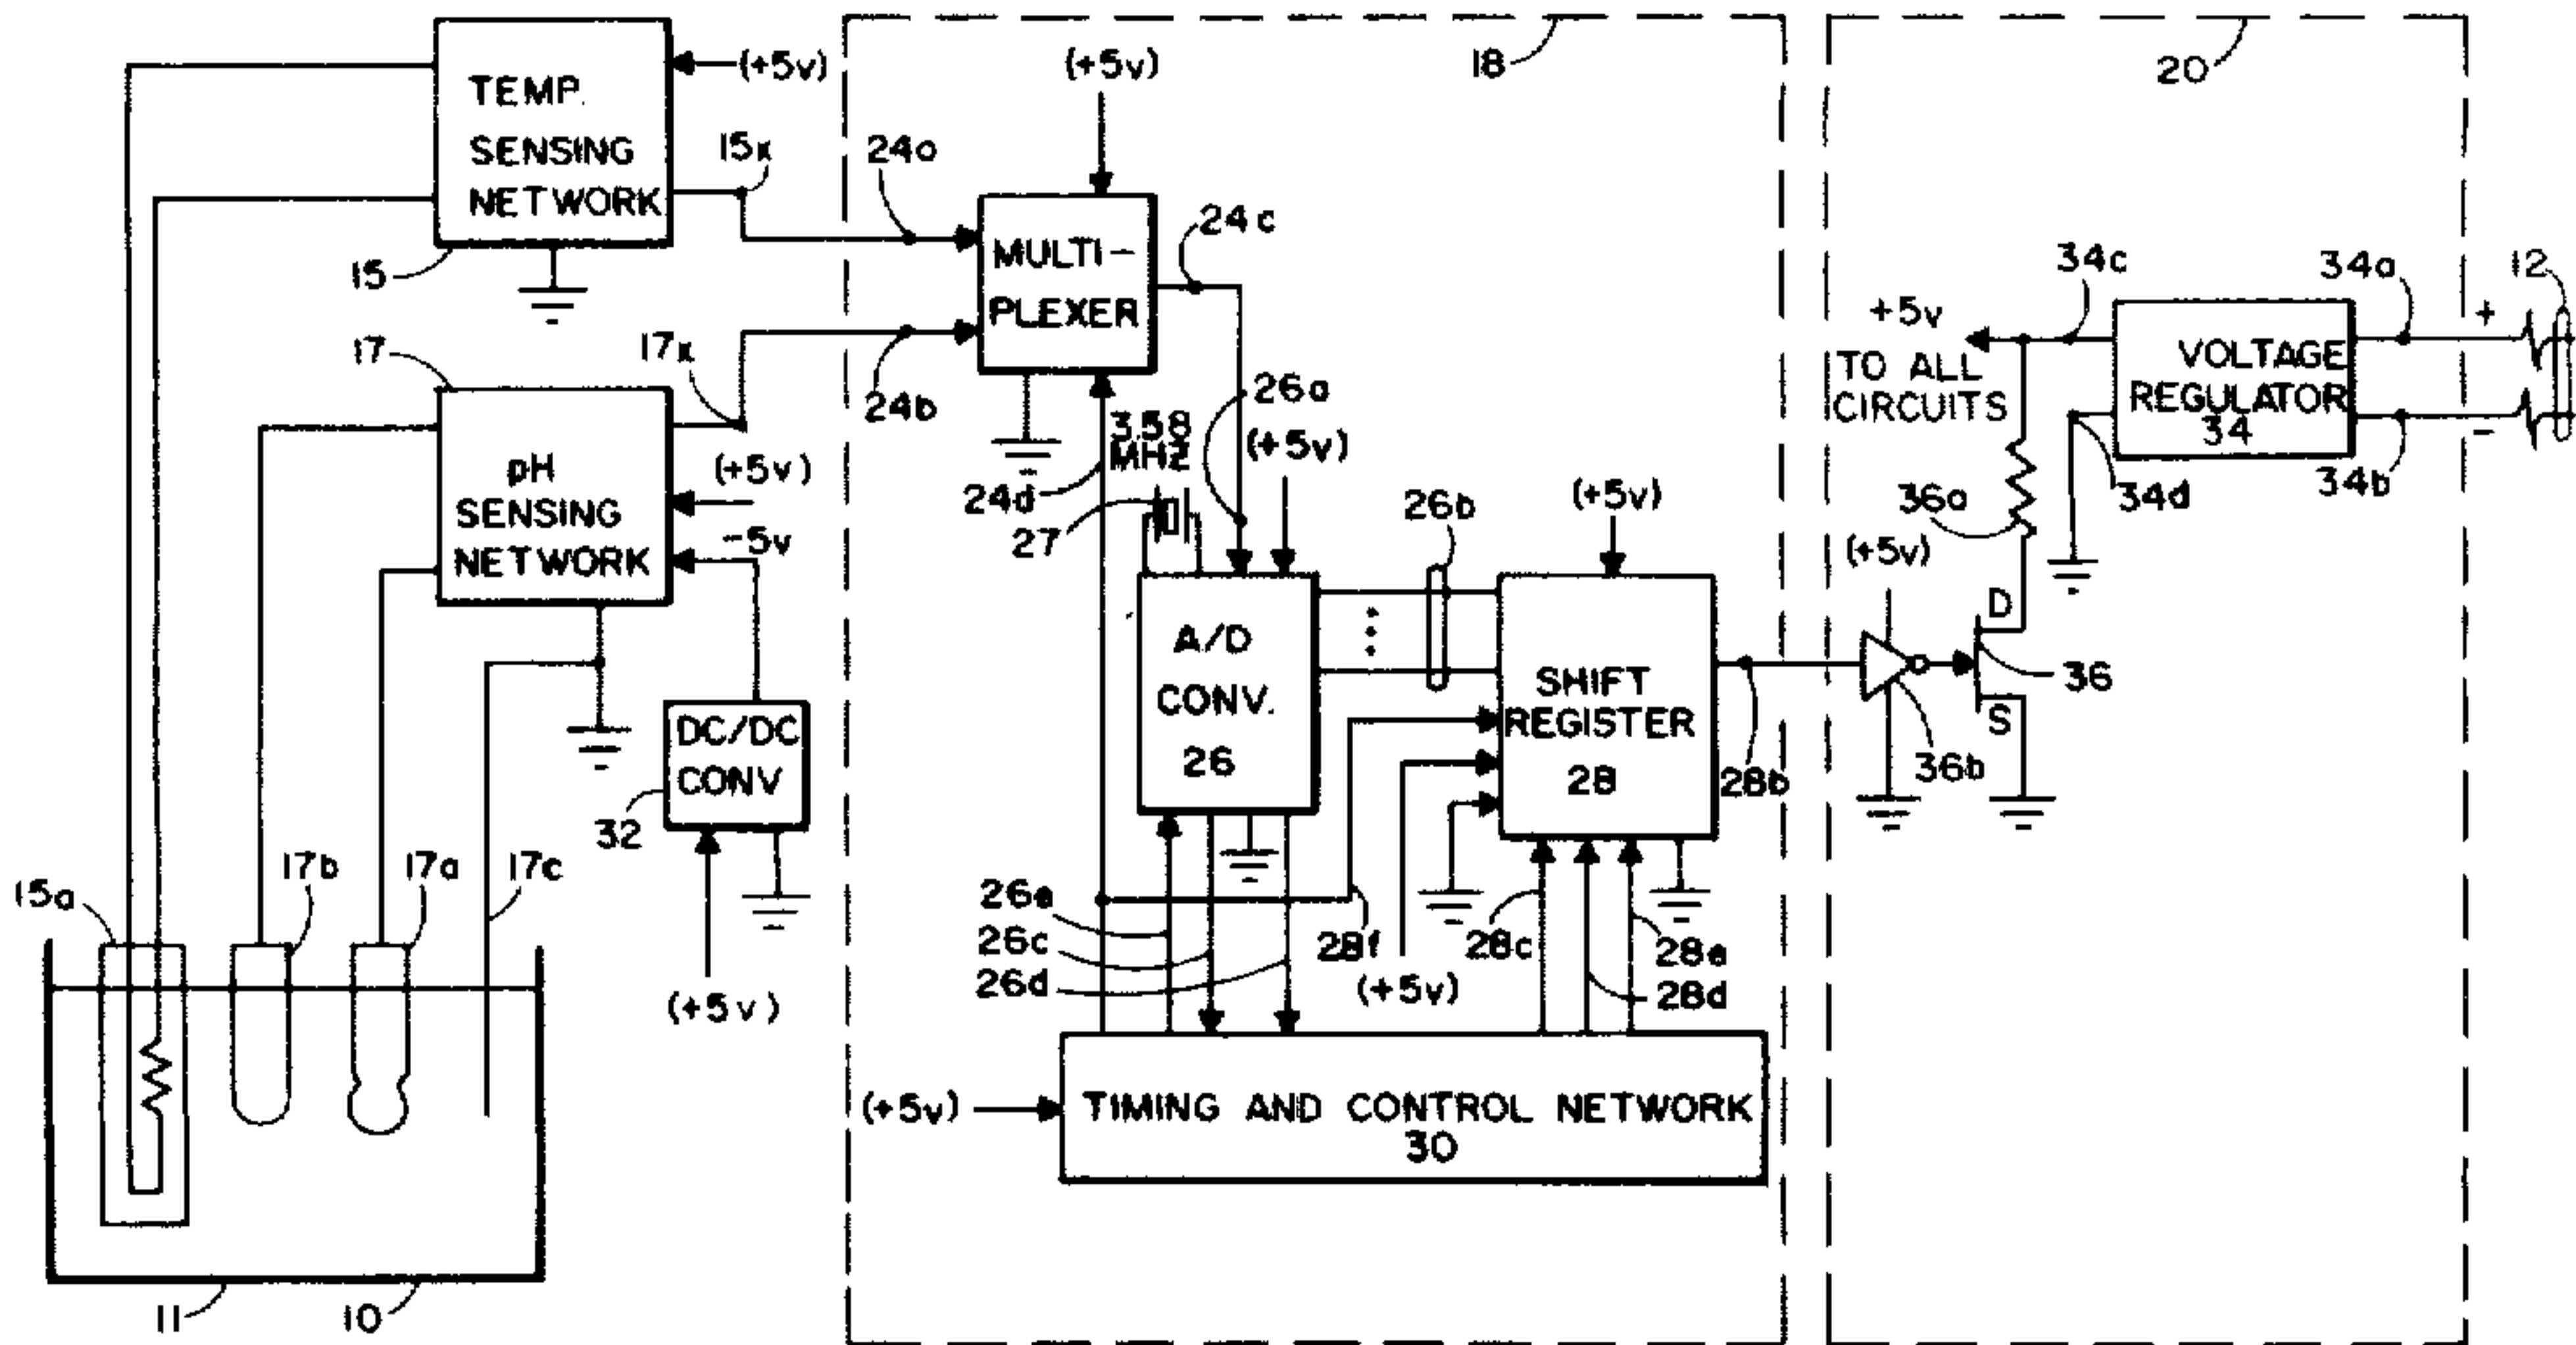 TEMP.
SENSING
NETWORK
(+5v)
15
15x
15a
17
17x
pH
SENSING
NETWORK
(+5v)
-5v
DC/DC
CONV
32
(+5v)
17b
17a
17c
11
10
18
(+5v)
24a
24b
24c
24d
MULTI-
PLEXER
3.58
MHZ
27
26a
(+5v)
A/D
CONV.
26
26b
26e
26c
26d
(+5v)
SHIFT
REGISTER
28
28b
28f
(+5v)
28c
28e
28d
(+5v)
TIMING AND CONTROL NETWORK
30
20
+5v
TO ALL
CIRCUITS
34c
34a
12
+
-
VOLTAGE
REGULATOR
34
34d
34b
36a
(+5v)
D
S
36
36b